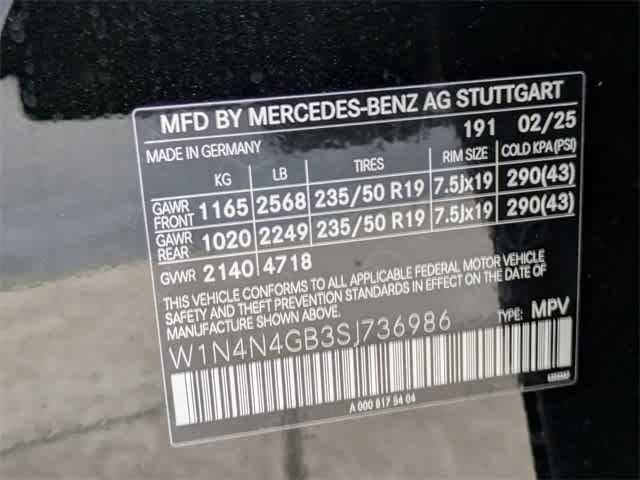 MFD BY MERCEDES-BENZ AG STUTTGART
191 02/25
MADE IN GERMANY
KG LB TIRES RIM SIZE COLD KPA(PSI)
GAWR FRONT 1165 2568 235/50 R19 7.5Jx19 290(43)
GAWR REAR 1020 2249 235/50 R19 7.5Jx19 290(43)
GVWR 2140 4718
THIS VEHICLE CONFORMS TO ALL APPLICABLE FEDERAL MOTOR VEHICLE
SAFETY AND THEFT PREVENTION STANDARDS IN EFFECT ON THE DATE OF
MANUFACTURE SHOWN ABOVE.
TYPE: MPV
W1N4N4GB3SJ736986
A 000 817 54 04